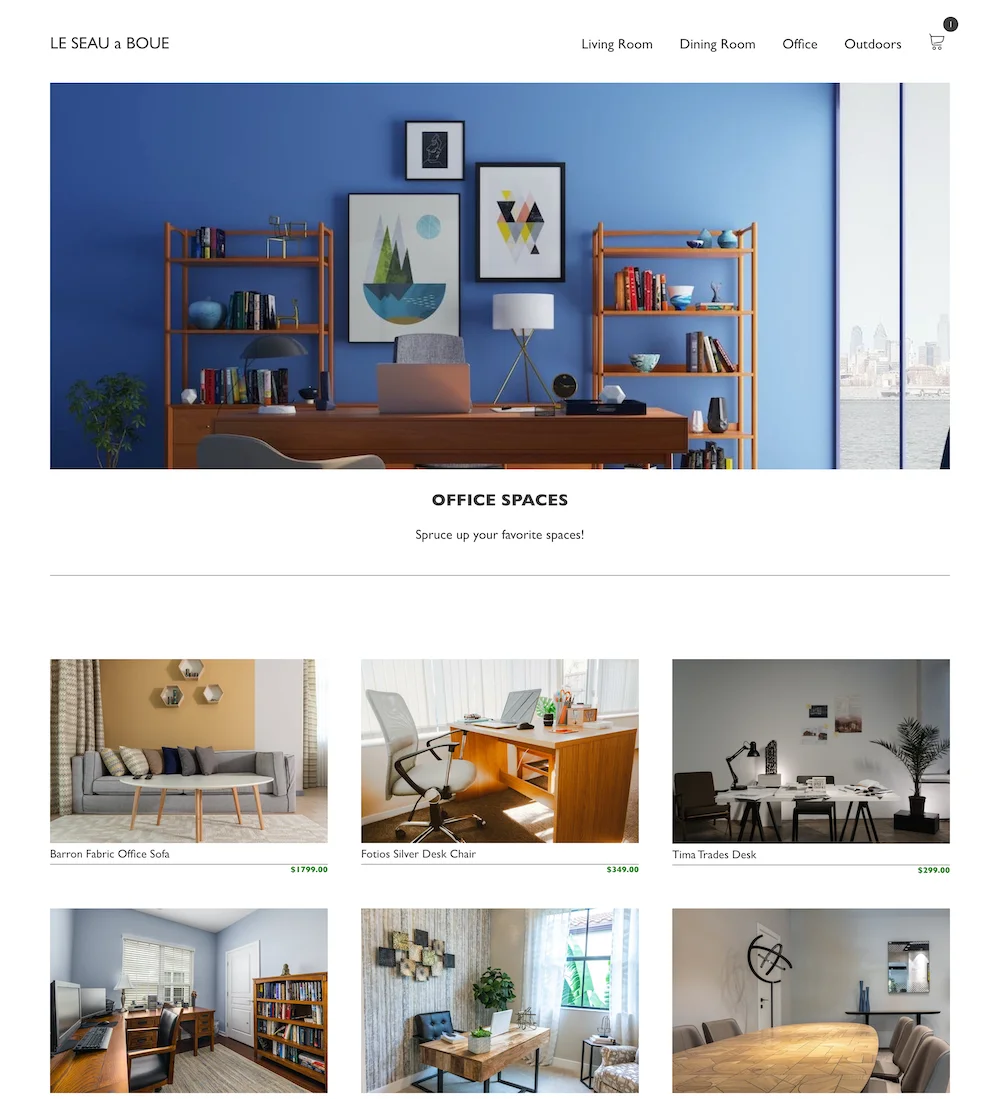 LE SEAU a BOUE
Living Room Dining Room Office Outdoors
1
OFFICE SPACES
Spruce up your favorite spaces!
Barron Fabric Office Sofa
$1799.00
Fotios Silver Desk Chair
$349.00
Tima Trades Desk
$299.00